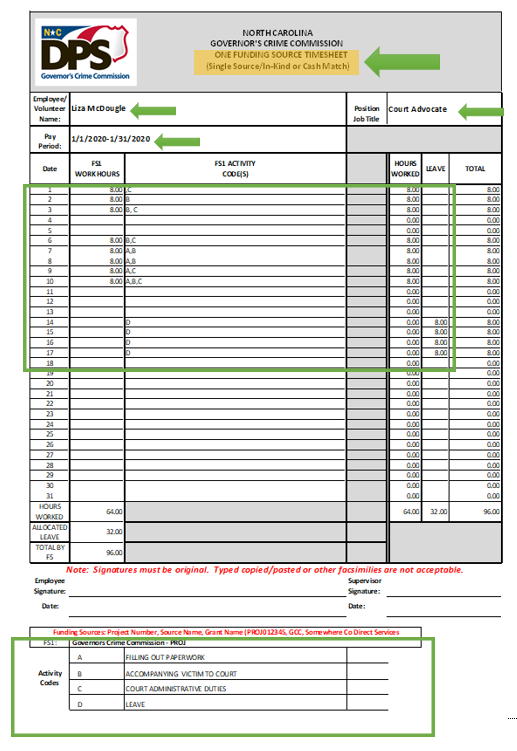 N★C
DPS
Governor's Crime Commission
NORTH CAROLINA
GOVERNOR'S CRIME COMMISSION
ONE FUNDING SOURCE TIMESHEET
(Single Source/In-Kind or Cash Match)
Employee/ Volunteer Name: Liza McDougle Position Job Title Court Advocate
Pay Period: 1/1/2020-1/31/2020
Date FS1 WORK HOURS FS1 ACTIVITY CODE(S) HOURS WORKED LEAVE TOTAL
1 8.00 ,C 8.00 8.00
2 8.00 B 8.00 8.00
3 8.00 B, C 8.00 8.00
4 0.00 0.00
5 0.00 0.00
6 8.00 B,C 8.00 8.00
7 8.00 A,B 8.00 8.00
8 8.00 A,B 8.00 8.00
9 8.00 A,C 8.00 8.00
10 8.00 A,B,C 8.00 8.00
11 0.00 0.00
12 0.00 0.00
13 0.00 0.00
14 D 0.00 8.00 8.00
15 D 0.00 8.00 8.00
16 D 0.00 8.00 8.00
17 D 0.00 8.00 8.00
18 0.00 0.00
19 0.00 0.00
20 0.00 0.00
21 0.00 0.00
22 0.00 0.00
23 0.00 0.00
24 0.00 0.00
25 0.00 0.00
26 0.00 0.00
27 0.00 0.00
28 0.00 0.00
29 0.00 0.00
30 0.00 0.00
31 0.00 0.00
HOURS WORKED 64.00 64.00 32.00 96.00
ALLOCATED LEAVE 32.00
TOTAL BY FS 96.00
Note: Signatures must be original. Typed copied/pasted or other facsimilies are not acceptable.
Employee Signature: Supervisor Signature:
Date: Date:
Funding Sources: Project Number, Source Name, Grant Name (PROJ012345, GCC, Somewhere Co Direct Services
FS1: Governors Crime Commission - PROJ
Activity Codes
A FILLING OUT PAPERWORK
B ACCOMPANYING VICTIM TO COURT
C COURT ADMINISTRATIVE DUTIES
D LEAVE